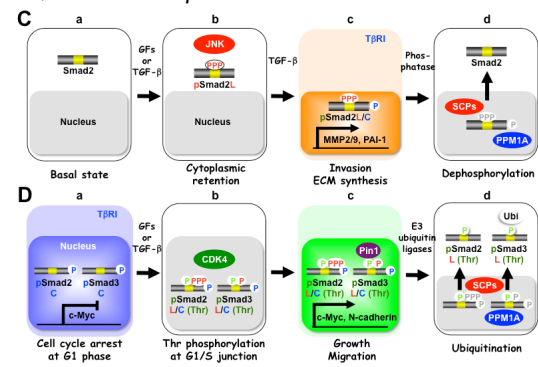 C
a
b
c
d
Smad2
Nucleus
Basal state
GFs
or
TGF-β
JNK
PPP
pSmad2L
Nucleus
Cytoplasmic
retention
TGF-β
TβRI
PPP
P
pSmad2L/C
MMP2/9, PAI-1
Invasion
ECM synthesis
Phos-
phatase
Smad2
SCPs
PPP
P
PPM1A
Dephosphorylation
D
a
b
c
d
TβRI
Nucleus
P
P
pSmad2 pSmad3
C C
c-Myc
Cell cycle arrest
at G1 phase
GFs
or
TGF-β
CDK4
P PPP P
P P P
pSmad2 pSmad3
L/C (Thr) L/C (Thr)
Thr phosphorylation
at G1/S junction
Pin1
P PPP P
P P P
pSmad2 pSmad3
L/C (Thr) L/C (Thr)
c-Myc, N-cadherin
Growth
Migration
E3
ubiquitin
ligases
Ubi
P
P
pSmad2 pSmad3
L (Thr) L (Thr)
SCPs
P PPP P
P P P
PPM1A
Ubiquitination